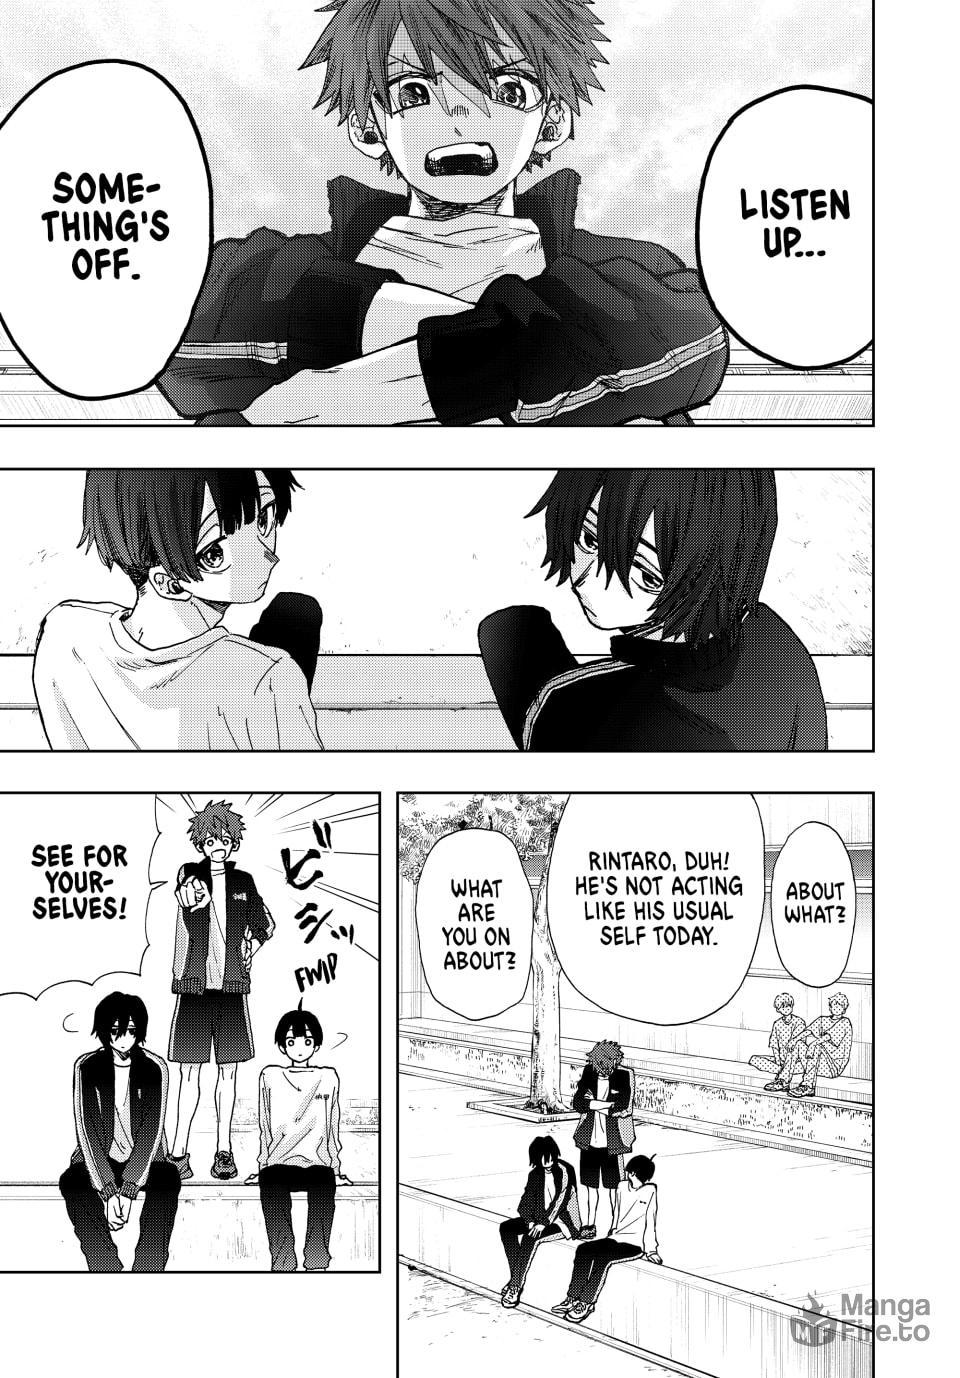 LISTEN
UP...
SOME-
THING'S
OFF.
ABOUT
WHAT?
RINTARO, DUH!
HE'S NOT ACTING
LIKE HIS USUAL
SELF TODAY.
WHAT
ARE
YOU ON
ABOUT?
SEE FOR
YOUR-
SELVES!
ビシッ
FWIP
Manga
Fire.to